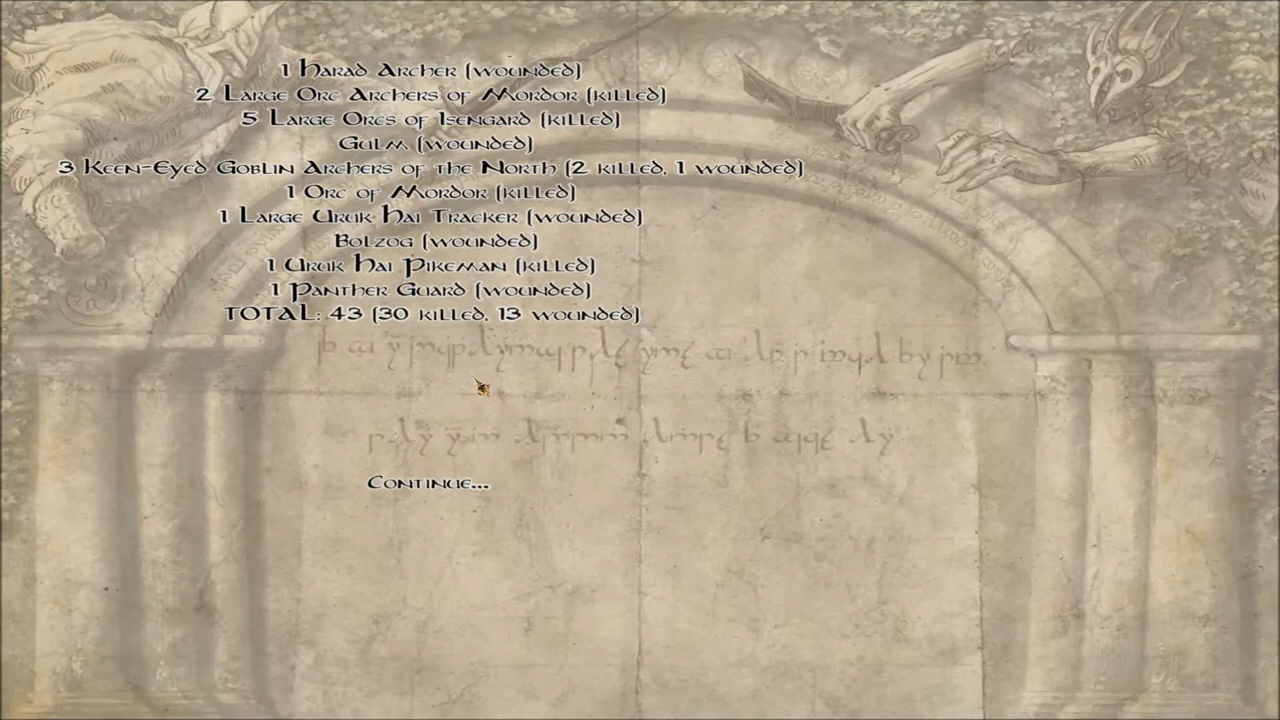 1 Harad Archer (wounded)
2 Large Orc Archers of Mordor (killed)
5 Large Orcs of Isengard (killed)
Gulm (wounded)
3 Keen-Eyed Goblin Archers of the North (2 killed, 1 wounded)
1 Orc of Mordor (killed)
1 Large Uruk Hai Tracker (wounded)
Bolzog (wounded)
1 Uruk Hai Pikeman (killed)
1 Panther Guard (wounded)
TOTAL: 43 (30 killed, 13 wounded)
Continue...